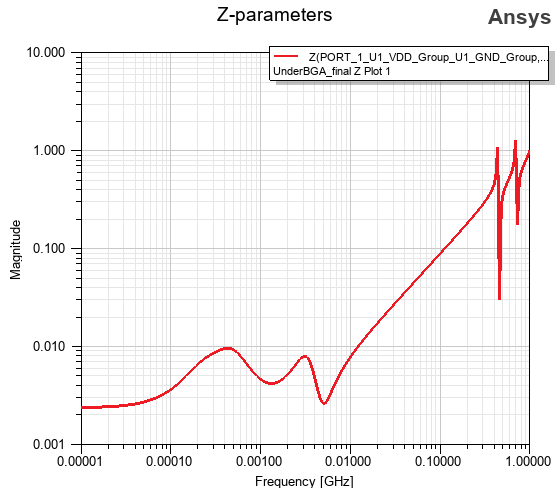 Z-parameters
Ansys
Z(PORT_1_U1_VDD_Group_U1_GND_Group,...
UnderBGA_final Z Plot 1
10.000
1.000
0.100
0.010
0.001
Magnitude
0.00001 0.00010 0.00100 0.01000 0.10000 1.00000
Frequency [GHz]